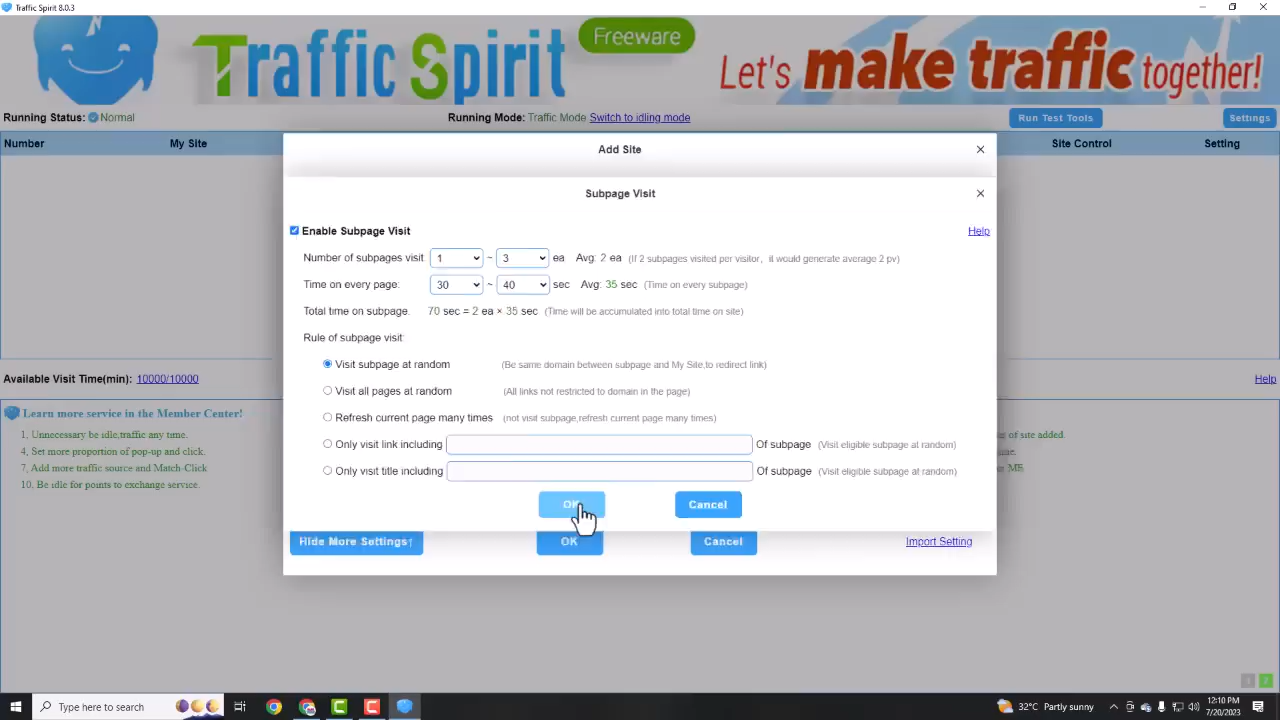 Traffic Spirit 8.0.3
Traffic Spirit Freeware Let's make traffic together!
Running Status: Normal Running Mode: Traffic Mode Switch to idling mode Run Test Tools Settings
Number My Site Site Control Setting
Add Site
Subpage Visit
Enable Subpage Visit Help
Number of subpages visit 1 ~ 3 ea Avg: 2 ea (If 2 subpages visited per visitor, it would generate average 2 pv)
Time on every page: 30 ~ 40 sec Avg: 35 sec (Time on every subpage)
Total time on subpage. 70 sec = 2 ea × 35 sec (Time will be accumulated into total time on site)
Rule of subpage visit:
Visit subpage at random (Be same domain between subpage and My Site,to redirect link)
Available Visit Time(min): 10000/10000 Help
Visit all pages at random (All links not restricted to domain in the page)
Learn more service in the Member Center!
Refresh current page many times (not visit subpage,refresh current page many times)
1, Unnecessary be idle,traffic any time. of site added.
Only visit link including Of subpage (Visit eligible subpage at random)
4, Set more proportion of pop-up and click.
7, Add more traffic source and Match-Click
Only visit title including Of subpage (Visit eligible subpage at random)
10, Be idle for points to exchange service.
OK Cancel
Hide More Settings↑ OK Cancel Import Setting
1 2
Type here to search 32°C Partly sunny 12:10 PM
7/20/2023